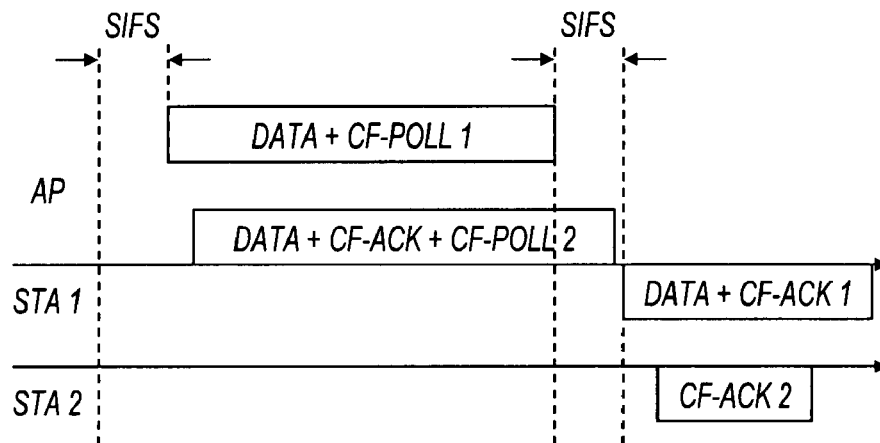 SIFS
SIFS
DATA + CF-POLL 1
AP
DATA + CF-ACK + CF-POLL 2
STA 1
DATA + CF-ACK 1
STA 2
CF-ACK 2